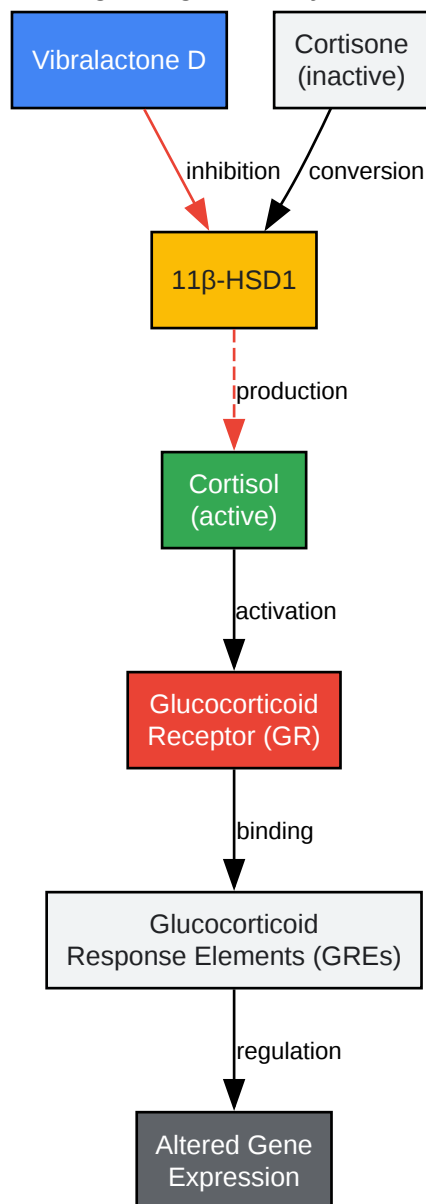 Vibralactone D
Cortisone
(inactive)
inhibition
conversion
11β-HSD1
production
Cortisol
(active)
activation
Glucocorticoid
Receptor (GR)
binding
Glucocorticoid
Response Elements (GREs)
regulation
Altered Gene
Expression